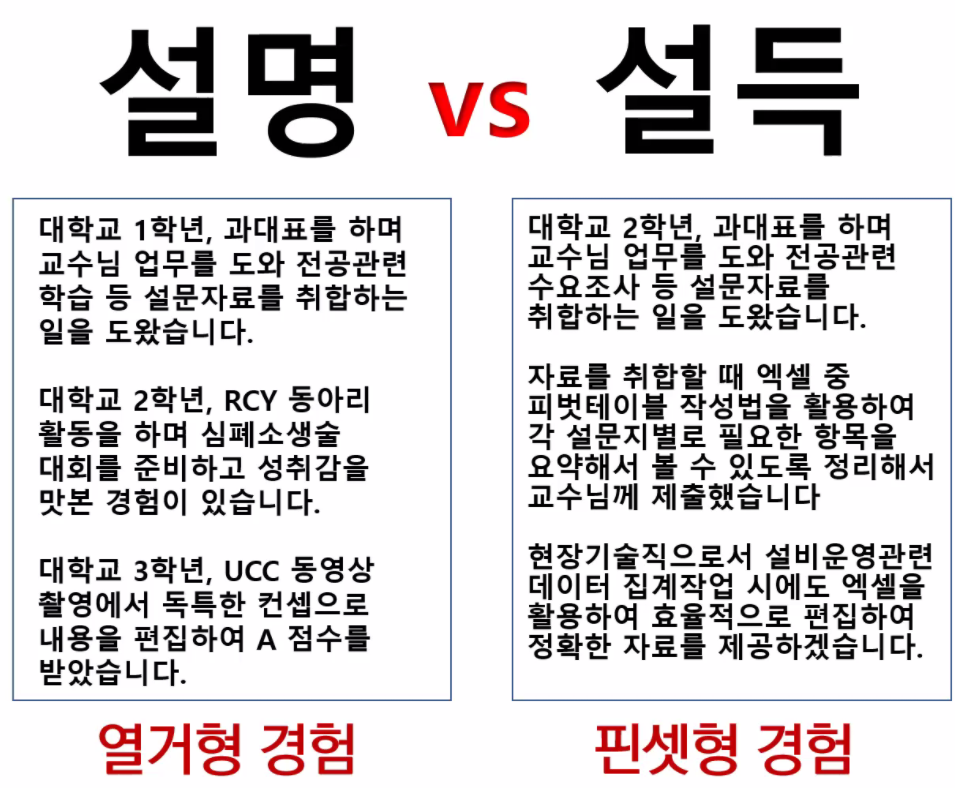 설명 vs 설득
대학교 1학년, 과대표를 하며
교수님 업무를 도와 전공관련
학습 등 설문자료를 취합하는
일을 도왔습니다.
대학교 2학년, RCY 동아리
활동을 하며 심폐소생술
대회를 준비하고 성취감을
맛본 경험이 있습니다.
대학교 3학년, UCC 동영상
촬영에서 독특한 컨셉으로
내용을 편집하여 A 점수를
받았습니다.
열거형 경험
대학교 2학년, 과대표를 하며
교수님 업무를 도와 전공관련
수요조사 등 설문자료를
취합하는 일을 도왔습니다.
자료를 취합할 때 엑셀 중
피벗테이블 작성법을 활용하여
각 설문지별로 필요한 항목을
요약해서 볼 수 있도록 정리해서
교수님께 제출했습니다
현장기술직으로서 설비운영관련
데이터 집계작업 시에도 엑셀을
활용하여 효율적으로 편집하여
정확한 자료를 제공하겠습니다.
핀셋형 경험